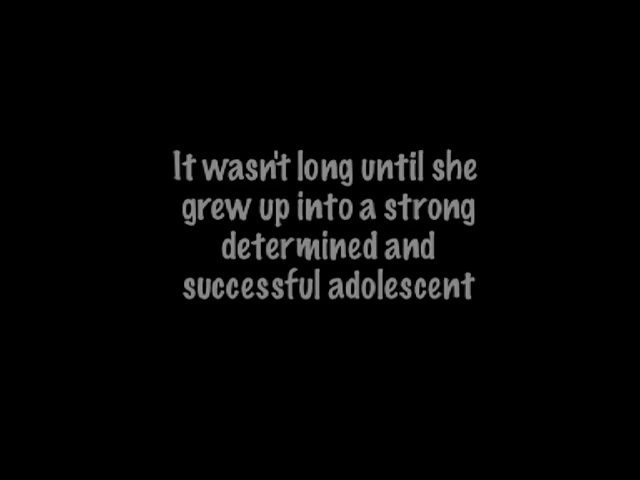 It wasn't long until she
grew up into a strong
determined and
successful adolescent